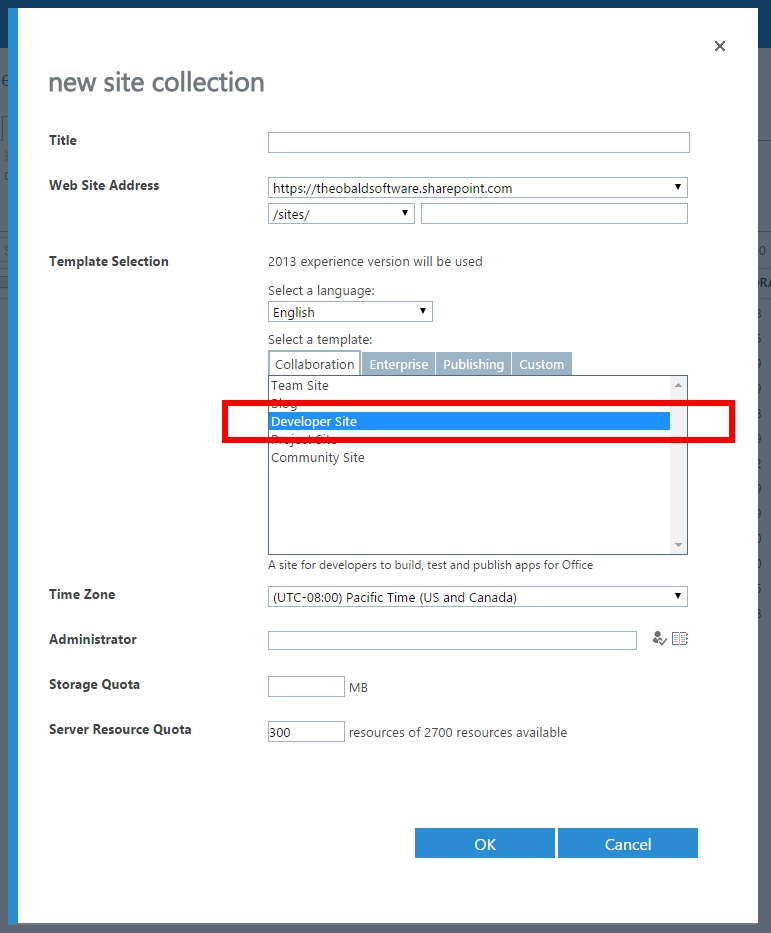 new site collection
Title
Web Site Address
https://theobaldsoftware.sharepoint.com
/sites/
Template Selection
2013 experience version will be used
Select a language:
English
Select a template:
Collaboration Enterprise Publishing Custom
Team Site
Blog
Developer Site
Project Site
Community Site
A site for developers to build, test and publish apps for Office
Time Zone
(UTC-08:00) Pacific Time (US and Canada)
Administrator
Storage Quota
MB
Server Resource Quota
300 resources of 2700 resources available
OK Cancel